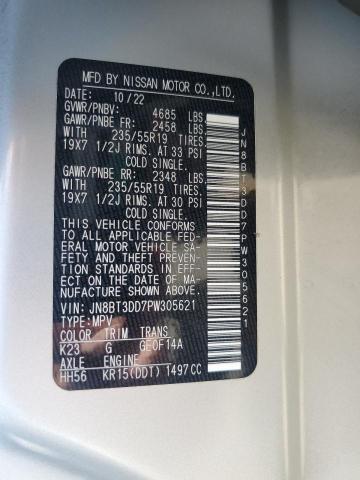 MFD BY NISSAN MOTOR CO.,LTD.
DATE: 10/22
GVWR/PNBV: 4685 LBS.
GAWR/PNBE FR: 2458 LBS.
WITH 235/55R19 TIRES.
19X7 1/2J RIMS. AT 33 PSI
COLD SINGLE.
GAWR/PNBE RR: 2348 LBS.
WITH 235/55R19 TIRES.
19X7 1/2J RIMS. AT 30 PSI
COLD SINGLE.
THIS VEHICLE CONFORMS
TO ALL APPLICABLE FED-
ERAL MOTOR VEHICLE SA-
FETY AND THEFT PREVENTION
STANDARDS IN EFFECT
ON THE DATE OF MA-
NUFACTURE SHOWN ABOVE.
VIN: JN8BT3DD7PW305621
TYPE: MPV
COLOR TRIM TRANS
K23 G GE0F14A
AXLE ENGINE
HH56 KR15(DDT) 1497CC
JN8BT3DD7PW305621